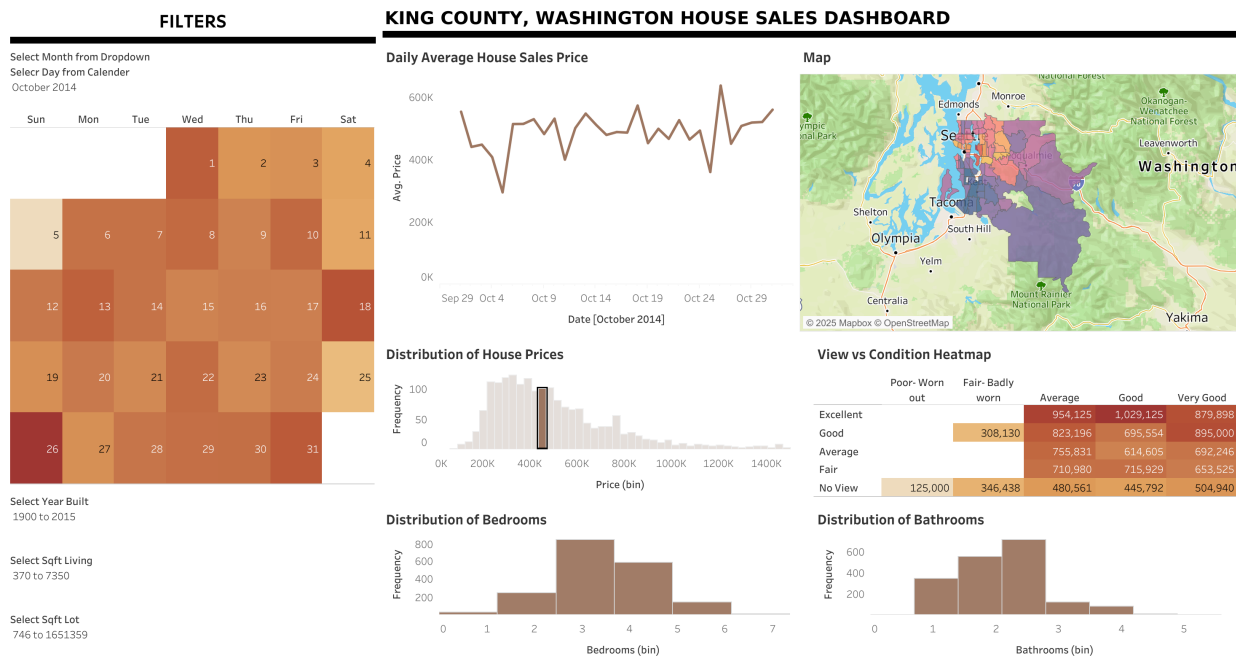 FILTERS
KING COUNTY, WASHINGTON HOUSE SALES DASHBOARD
Select Month from Dropdown
Selecr Day from Calender
October 2014
Sun Mon Tue Wed Thu Fri Sat
1 2 3 4
5 6 7 8 9 10 11
12 13 14 15 16 17 18
19 20 21 22 23 24 25
26 27 28 29 30 31
Select Year Built
1900 to 2015
Select Sqft Living
370 to 7350
Select Sqft Lot
746 to 1651359
Daily Average House Sales Price
600K
400K
200K
0K
Avg. Price
Sep 29 Oct 4 Oct 9 Oct 14 Oct 19 Oct 24 Oct 29
Date [October 2014]
Map
National Forest
Monroe
Edmonds
Okanogan-
Wenatchee
National Forest
ympic
al Park
Leavenworth
Washington
Tacoma
Shelton
South Hill
Olympia
Yelm
Mount Rainier
National Park
Centralia
Yakima
© 2025 Mapbox © OpenStreetMap
Distribution of House Prices
100
50
0
Frequency
0K 200K 400K 600K 800K 1000K 1200K 1400K
Price (bin)
View vs Condition Heatmap
Poor- Worn out Fair- Badly worn Average Good Very Good
Excellent 954,125 1,029,125 879,898
Good 308,130 823,196 695,554 895,000
Average 755,831 614,605 692,246
Fair 710,980 715,929 653,525
No View 125,000 346,438 480,561 445,792 504,940
Distribution of Bedrooms
800
600
400
200
Frequency
0 1 2 3 4 5 6 7
Bedrooms (bin)
Distribution of Bathrooms
600
400
200
Frequency
0 1 2 3 4 5
Bathrooms (bin)